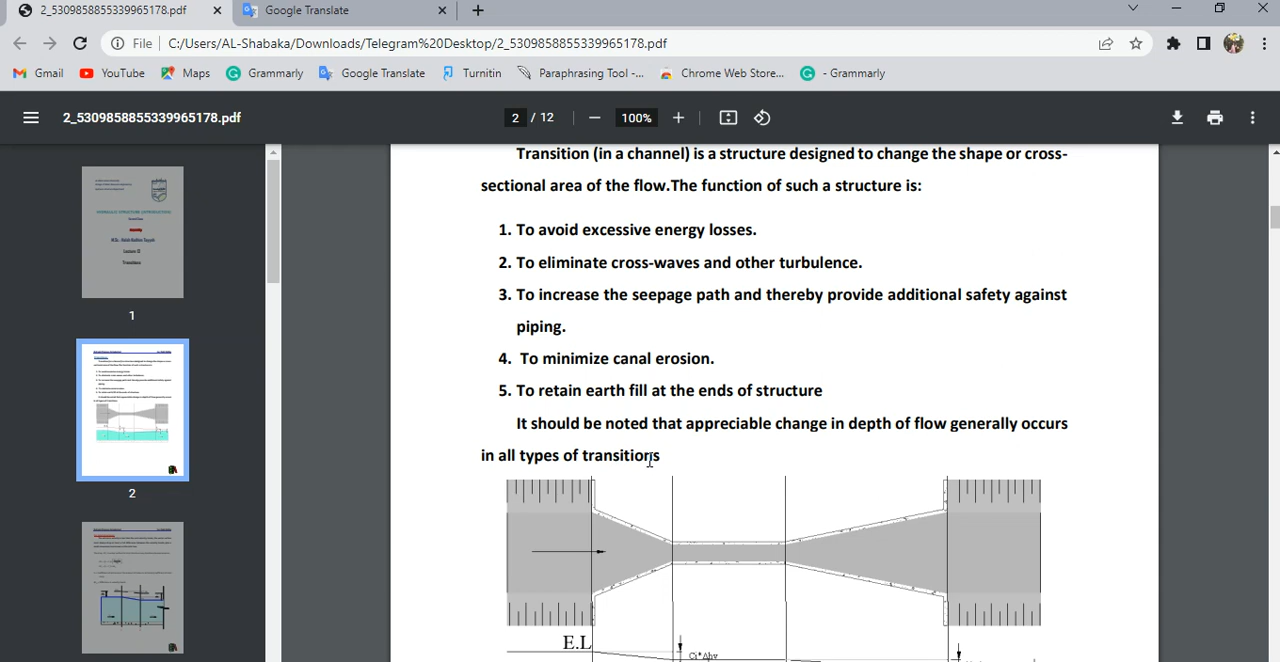 2_5309858855339965178.pdf
Google Translate
File
C:/Users/AL-Shabaka/Downloads/Telegram%20Desktop/2_5309858855339965178.pdf
Gmail YouTube Maps Grammarly Google Translate Turnitin Paraphrasing Tool -... Chrome Web Store... - Grammarly
2_5309858855339965178.pdf
2 / 12
100%
1
2
Transition (in a channel) is a structure designed to change the shape or cross-
sectional area of the flow.The function of such a structure is:
1. To avoid excessive energy losses.
2. To eliminate cross-waves and other turbulence.
3. To increase the seepage path and thereby provide additional safety against
piping.
4. To minimize canal erosion.
5. To retain earth fill at the ends of structure
It should be noted that appreciable change in depth of flow generally occurs
in all types of transitions
E.L
Ci*Δhv